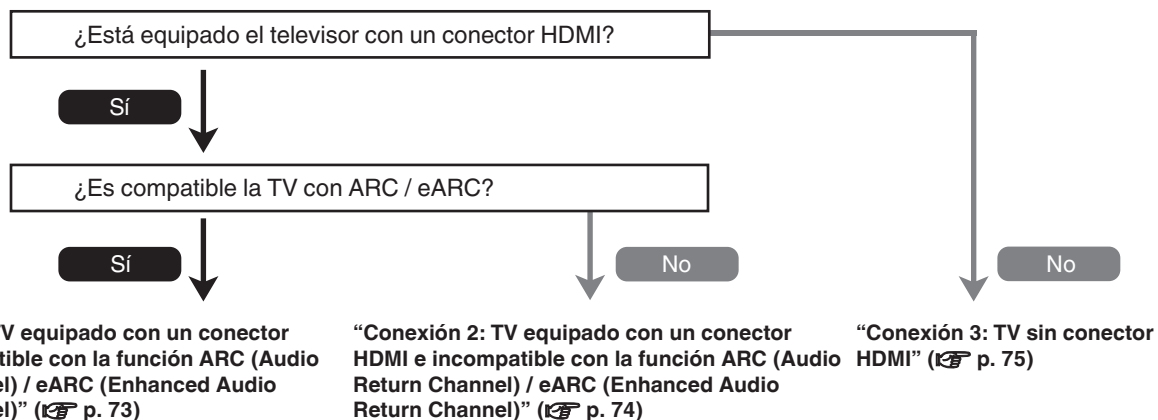 ¿Está equipado el televisor con un conector HDMI?
Sí
¿Es compatible la TV con ARC / eARC?
Sí
No
No
V equipado con un conector
tible con la función ARC (Audio
el) / eARC (Enhanced Audio
el)” (☞ p. 73)
“Conexión 2: TV equipado con un conector
HDMI e incompatible con la función ARC (Audio
Return Channel) / eARC (Enhanced Audio
Return Channel)” (☞ p. 74)
“Conexión 3: TV sin conector
HDMI” (☞ p. 75)